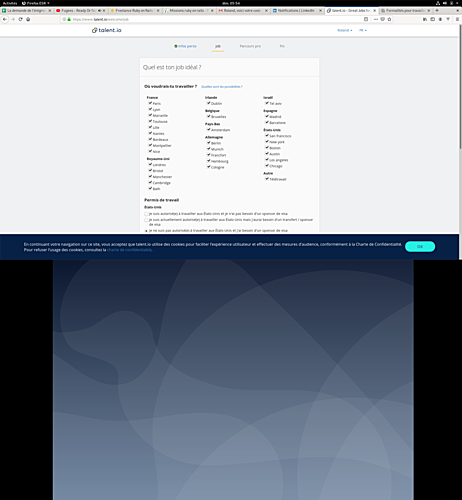 Activités Firefox ESR dim. 05:54
La demande de l'intégra
Fugees - Ready Or No
Freelance Ruby on Rails
Missions ruby on rails
Roland, voici votre com
Notifications | LinkedIn
talent.io - Great Jobs fo
Formalités pour travail
https://www.talent.io/welcome/job
talent.io
Roland FR
Infos perso Job Parcours pro Fin
Quel est ton job idéal ?
Où voudrais-tu travailler ? Quelles sont les possibilités ?
France
Paris
Lyon
Marseille
Toulouse
Lille
Nantes
Bordeaux
Montpellier
Nice
Royaume-Uni
Londres
Bristol
Manchester
Cambridge
Bath
Irlande
Dublin
Belgique
Bruxelles
Pays-Bas
Amsterdam
Allemagne
Berlin
Munich
Francfort
Hambourg
Cologne
Israël
Tel-aviv
Espagne
Madrid
Barcelone
États-Unis
San francisco
New york
Boston
Austin
Los angeles
Chicago
Autre
Télétravail
Permis de travail
États-Unis
Je suis autorisé(e) à travailler aux États-Unis et je n'ai pas besoin d'un sponsor de visa
Je suis actuellement autorisé(e) à travailler aux États-Unis mais j'aurai besoin d'un transfert / sponsor de visa
Je ne suis pas autorisé(e) à travailler aux États-Unis et j'ai besoin d'un sponsor de visa
En continuant votre navigation sur ce site, vous acceptez que talent.io utilise des cookies pour faciliter l'expérience utilisateur et effectuer des mesures d'audience, conformément à la Charte de Confidentialité.
Pour refuser l'usage des cookies, consultez la charte de confidentialité.
OK